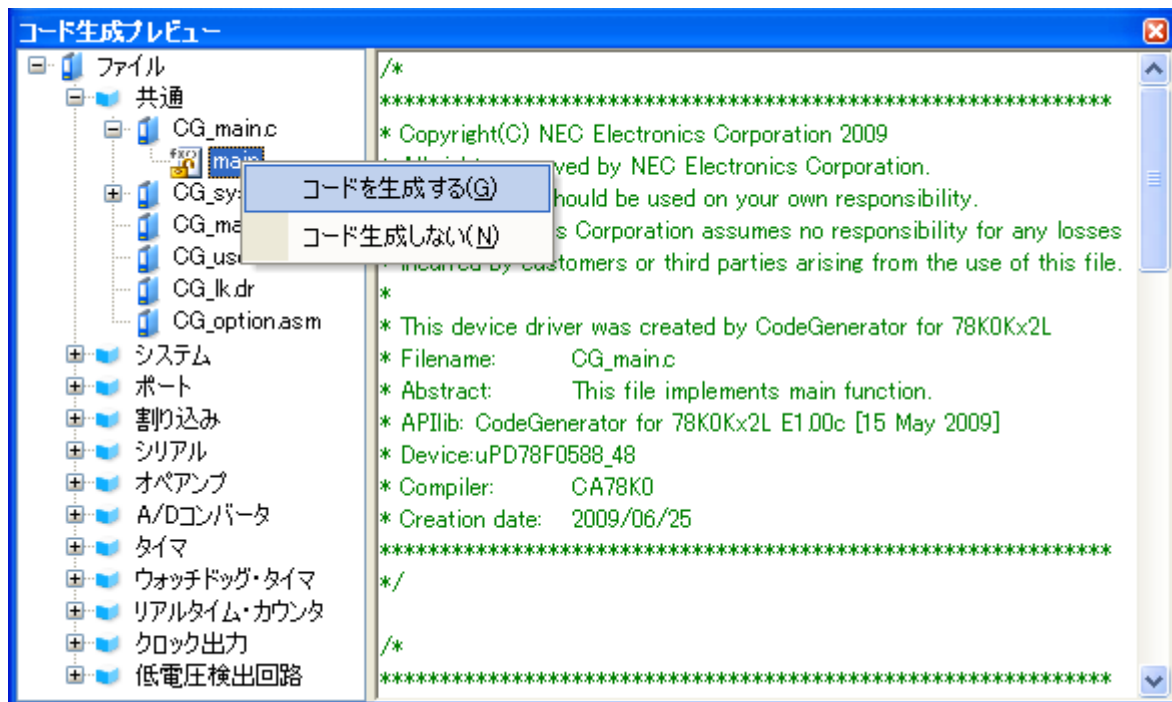 コード生成プレビュー
ファイル
共通
CG_main.c
main
CG_sy
CG_ma
CG_us
CG_lk.dr
CG_option.asm
システム
ポート
割り込み
シリアル
オペアンプ
A/Dコンバータ
タイマ
ウォッチドッグ・タイマ
リアルタイム・カウンタ
クロック出力
低電圧検出回路
コードを生成する(G)
コード生成しない(N)
/*
*************************************************************
* Copyright(C) NEC Electronics Corporation 2009
ved by NEC Electronics Corporation.
hould be used on your own responsibility.
s Corporation assumes no responsibility for any losses
* incurred by customers or third parties arising from the use of this file.
*
* This device driver was created by CodeGenerator for 78K0Kx2L
* Filename: CG_main.c
* Abstract: This file implements main function.
* APIlib: CodeGenerator for 78K0Kx2L E1.00c [15 May 2009]
* Device:uPD78F0588_48
* Compiler: CA78K0
* Creation date: 2009/06/25
*************************************************************
*/
/*
*************************************************************